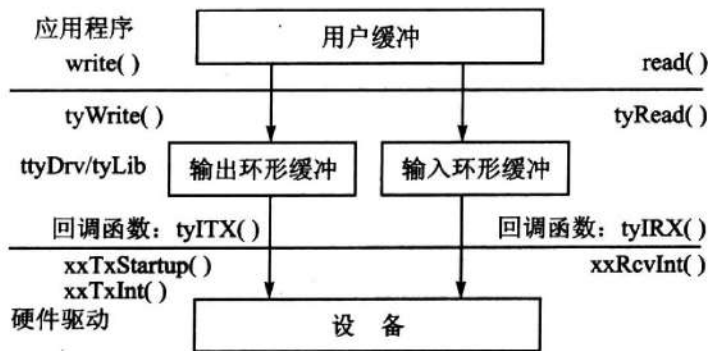 应用程序
用户缓冲
write( )
read( )
tyWrite( )
tyRead( )
ttyDrv/tyLib
输出环形缓冲
输入环形缓冲
回调函数：tyITX( )
回调函数：tyIRX( )
xxTxStartup( )
xxRcvInt( )
xxTxInt( )
硬件驱动
设 备